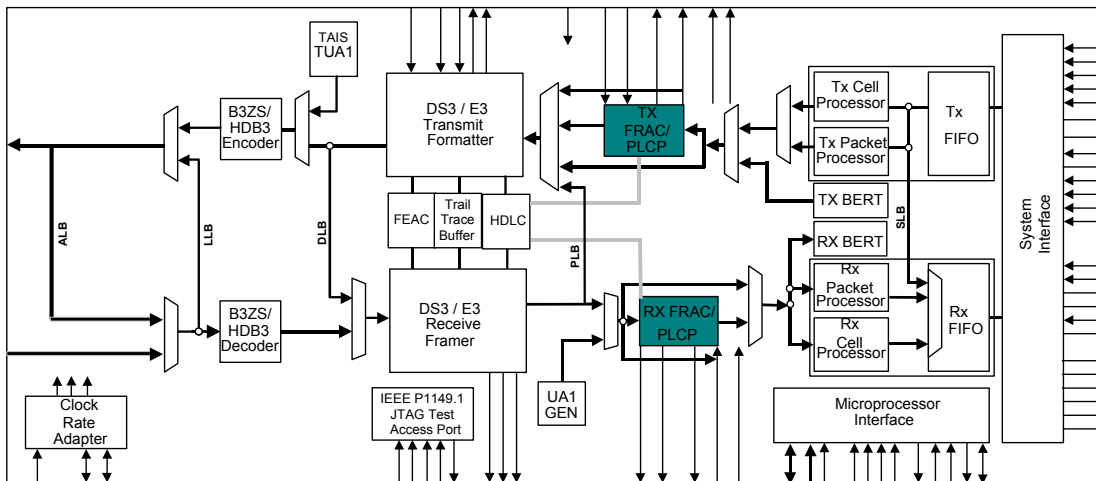 TAIS
TUA1
B3ZS/
HDB3
Encoder
DS3 / E3
Transmit
Formatter
TX
FRAC/
PLCP
Tx Cell
Processor
Tx Packet
Processor
Tx
FIFO
TX BERT
RX BERT
System
Interface
ALB
LLB
DLB
FEAC
Trail
Trace
Buffer
HDLC
PLB
SLB
B3ZS/
HDB3
Decoder
DS3 / E3
Receive
Framer
RX FRAC/
PLCP
Rx
Packet
Processor
Rx
Cell
Processor
Rx
FIFO
UA1
GEN
Clock
Rate
Adapter
IEEE P1149.1
JTAG Test
Access Port
Microprocessor
Interface